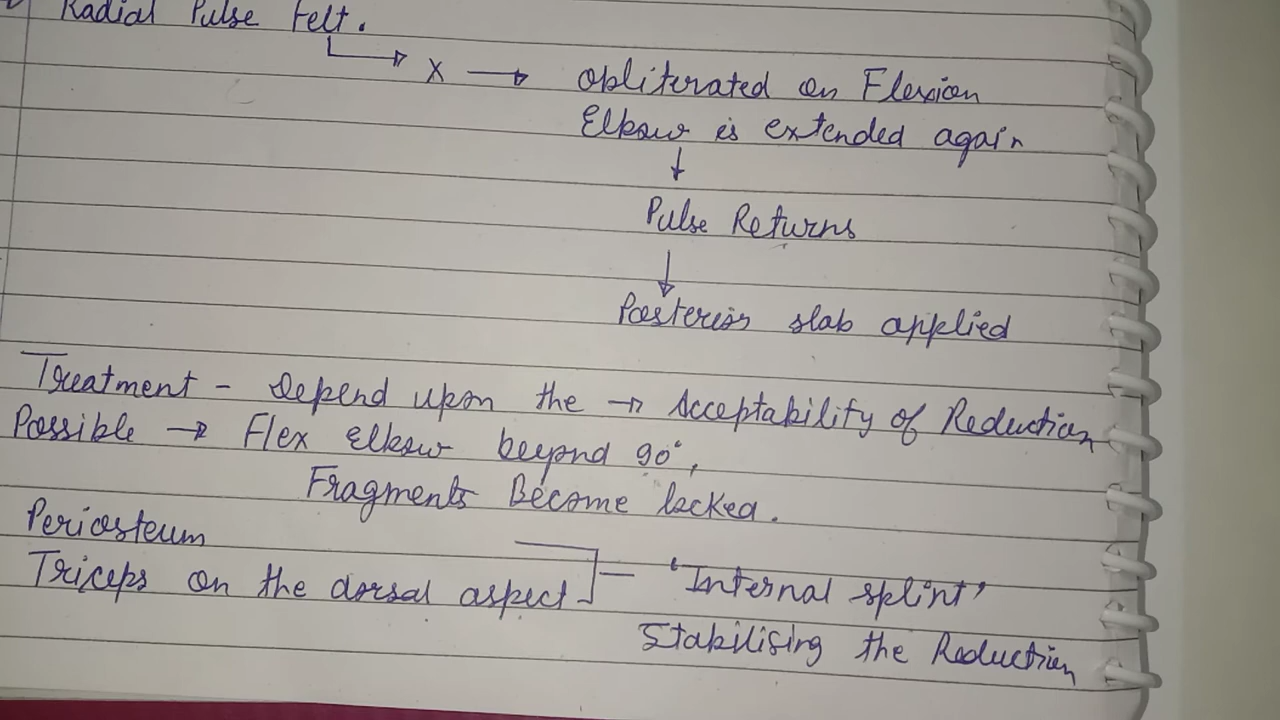 Radial Pulse Felt.
→ X → obliterated on Flexion
Elbow is extended again
↓
Pulse Returns
↓
Posterior slab applied
Treatment - Depend upon the → Acceptability of Reduction
Possible → Flex Elbow beyond 90°,
Fragments Become locked.
Periosteum
Triceps on the dorsal aspect ] — 'Internal splint'
Stabilising the Reduction